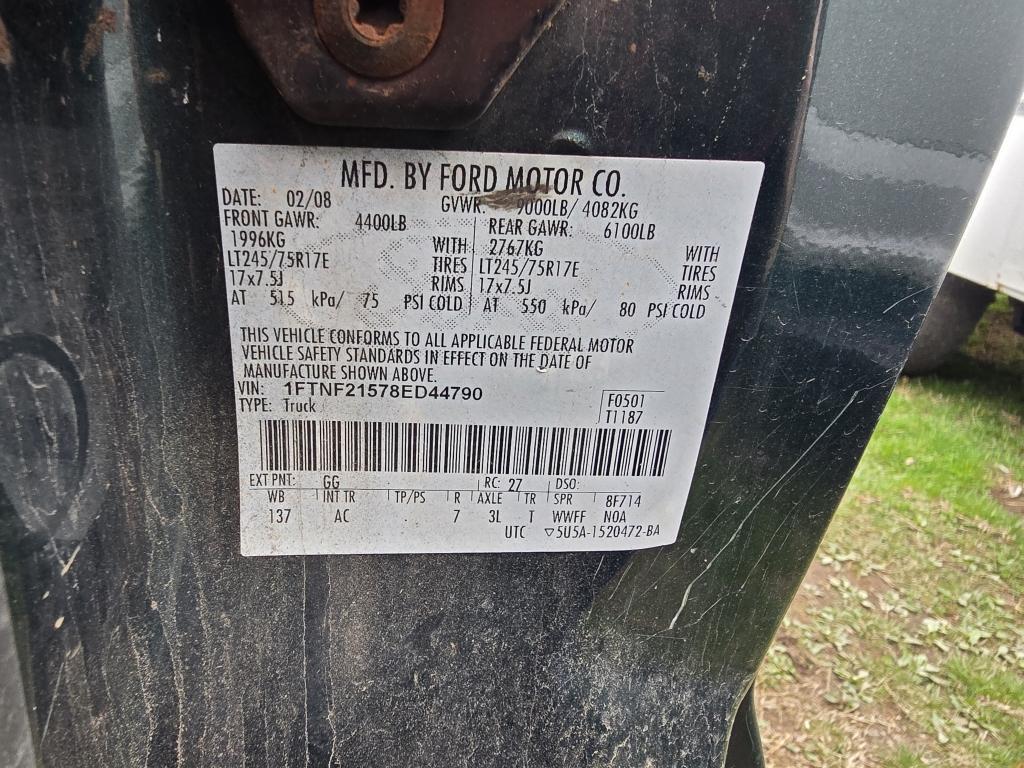 MFD. BY FORD MOTOR CO.
DATE: 02/08 GVWR: 9000LB/ 4082KG
FRONT GAWR: 4400LB REAR GAWR: 6100LB
1996KG WITH 2767KG WITH
LT245/75R17E TIRES LT245/75R17E TIRES
17x7.5J RIMS 17x7.5J RIMS
AT 515 kPa/ 75 PSI COLD AT 550 kPa/ 80 PSI COLD
THIS VEHICLE CONFORMS TO ALL APPLICABLE FEDERAL MOTOR
VEHICLE SAFETY STANDARDS IN EFFECT ON THE DATE OF
MANUFACTURE SHOWN ABOVE.
VIN: 1FTNF21578ED44790 F0501
TYPE: Truck T1187
EXT PNT: GG RC: 27 DSO:
WB INT TR TP/PS R AXLE TR SPR 8F714
137 AC 7 3L T WWFF N0A
UTC ▽5U5A-1520472-BA